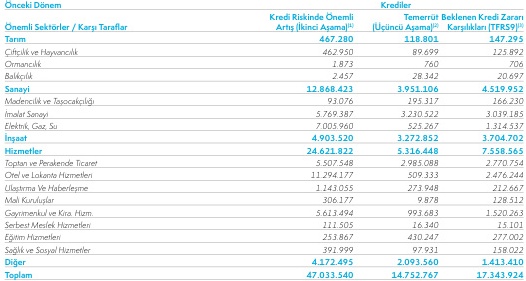 Önceki Dönem Krediler
Kredi Riskinde Önemli Temerrüt Beklenen Kredi Zararı
Önemli Sektörler / Karşı Taraflar Artış (İkinci Aşama)[1] (Üçüncü Aşama)[2] Karşılıkları (TFRS9)[3]
Tarım 467.280 118.801 147.295
Çiftçilik ve Hayvancılık 462.950 89.699 125.892
Ormancılık 1.873 760 706
Balıkçılık 2.457 28.342 20.697
Sanayi 12.868.423 3.951.106 4.519.952
Madencilik ve Taşocakçılığı 93.076 195.317 166.230
İmalat Sanayi 5.769.387 3.230.522 3.039.185
Elektrik, Gaz, Su 7.005.960 525.267 1.314.537
İnşaat 4.903.520 3.272.852 3.704.702
Hizmetler 24.621.822 5.316.448 7.558.565
Toptan ve Perakende Ticaret 5.507.548 2.985.088 2.770.754
Otel ve Lokanta Hizmetleri 11.294.177 509.333 2.476.244
Ulaştırma Ve Haberleşme 1.143.055 273.948 212.667
Mali Kuruluşlar 306.177 9.878 128.512
Gayrimenkul ve Kira. Hizm. 5.613.494 993.683 1.520.263
Serbest Meslek Hizmetleri 111.505 16.340 15.101
Eğitim Hizmetleri 253.867 430.247 277.002
Sağlık ve Sosyal Hizmetler 391.999 97.931 158.022
Diğer 4.172.495 2.093.560 1.413.410
Toplam 47.033.540 14.752.767 17.343.924